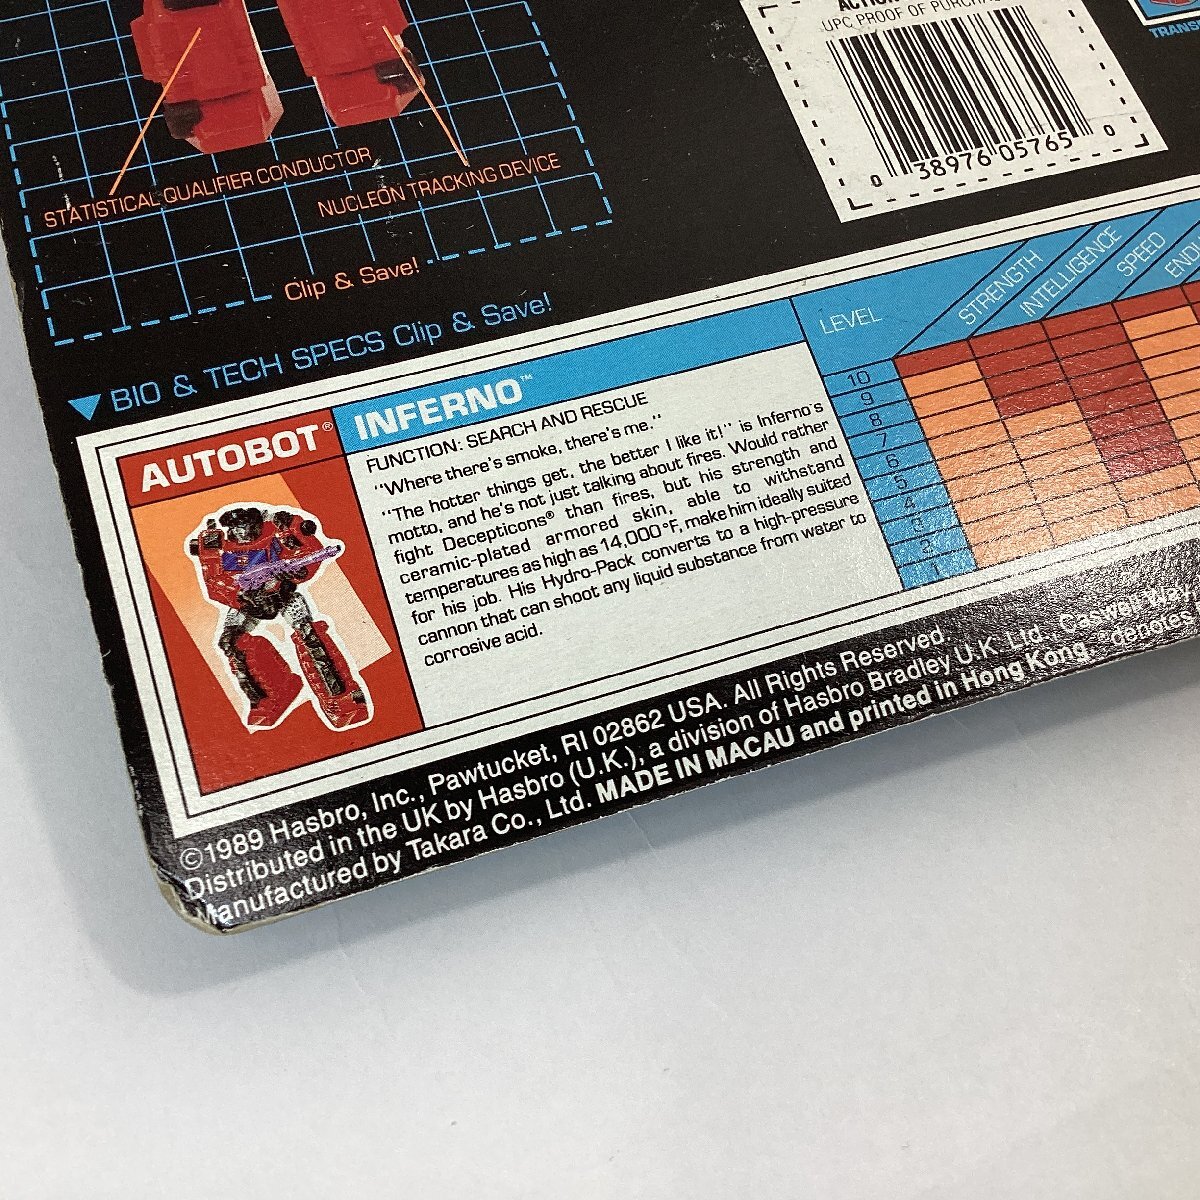 STATISTICAL QUALIFIER CONDUCTOR
NUCLEON TRACKING DEVICE
Clip & Save!
UPC PROOF OF
0 38976 05765 0
BIO & TECH SPECS Clip & Save!
AUTOBOT®
INFERNO™
FUNCTION: SEARCH AND RESCUE
"Where there's smoke, there's me."
"The hotter things get, the better I like it!" is Inferno's
motto, and he's not just talking about fires. Would rather
fight Decepticons® than fires, but his strength and
ceramic-plated armored skin, able to withstand
temperatures as high as 14,000°F, make him ideally suited
for his job. His Hydro-Pack converts to a high-pressure
cannon that can shoot any liquid substance from water to
corrosive acid.
LEVEL
STRENGTH
INTELLIGENCE
SPEED
10
9
8
7
6
5
4
3
2
1
©1989 Hasbro, Inc., Pawtucket, RI 02862 USA. All Rights Reserved.
Distributed in the UK by Hasbro (U.K.), a division of Hasbro Bradley U.K. Ltd., Caswell Way,
Manufactured by Takara Co., Ltd. MADE IN MACAU and printed in Hong Kong. ®denotes